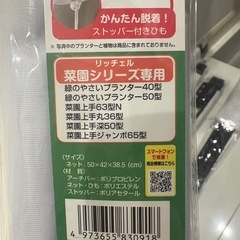 かんたん脱着!
ストッパー付きひも
※写真中のプランターと植物は商品に含まれておりません。
リッチェル
菜園シリーズ専用
緑のやさいプランター40型
緑のやさいプランター50型
菜園上手63型N
菜園上手丸36型
菜園上手深50型
菜園上手ジャンボ65型
〈サイズ〉
ネット:50×42×38.5(cm)
〈材 質〉
アーチバー:ポリプロピレン
ネット・ひも:ポリエステル
ストッパー:ポリアセタール
スマートフォン
で検索!
4 973655 830918